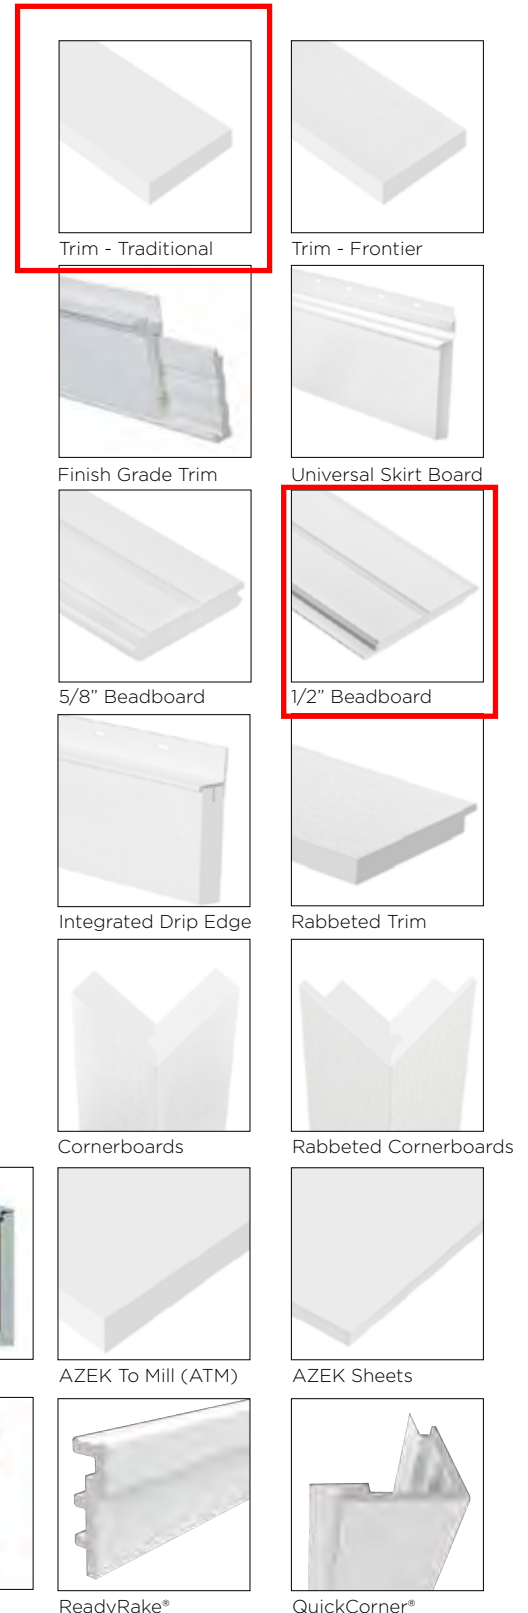 Trim - Traditional
Trim - Frontier
Finish Grade Trim
Universal Skirt Board
5/8” Beadboard
1/2” Beadboard
Integrated Drip Edge
Rabbeted Trim
Cornerboards
Rabbeted Cornerboards
AZEK To Mill (ATM)
AZEK Sheets
ReadyRake®
QuickCorner®